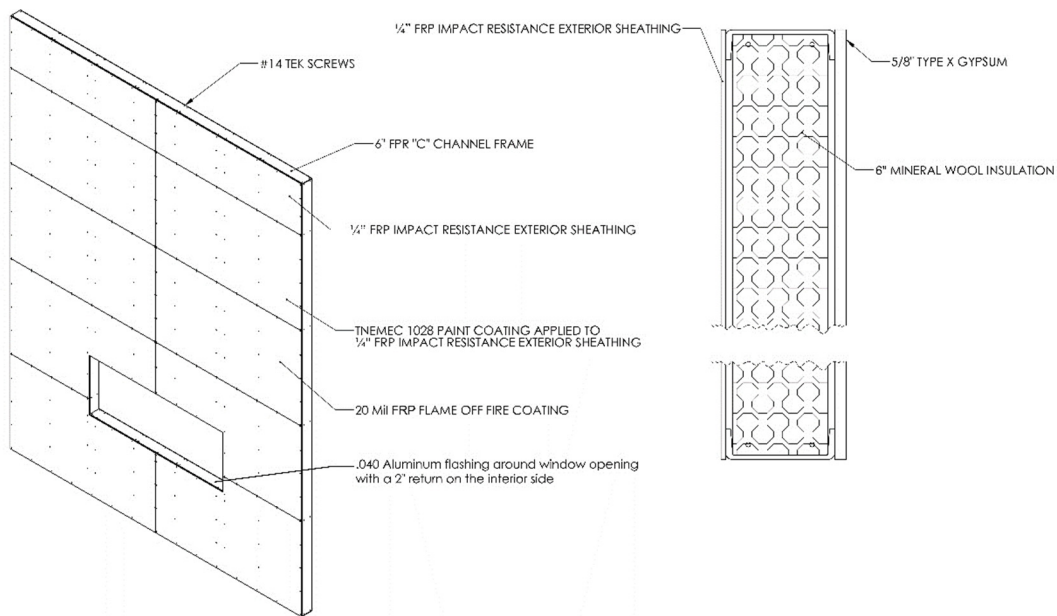 ¼" FRP IMPACT RESISTANCE EXTERIOR SHEATHING
#14 TEK SCREWS
5/8" TYPE X GYPSUM
6" FPR "C" CHANNEL FRAME
6" MINERAL WOOL INSULATION
¼" FRP IMPACT RESISTANCE EXTERIOR SHEATHING
TNEMEC 1028 PAINT COATING APPLIED TO
¼" FRP IMPACT RESISTANCE EXTERIOR SHEATHING
20 Mil FRP FLAME OFF FIRE COATING
.040 Aluminum flashing around window opening
with a 2" return on the interior side